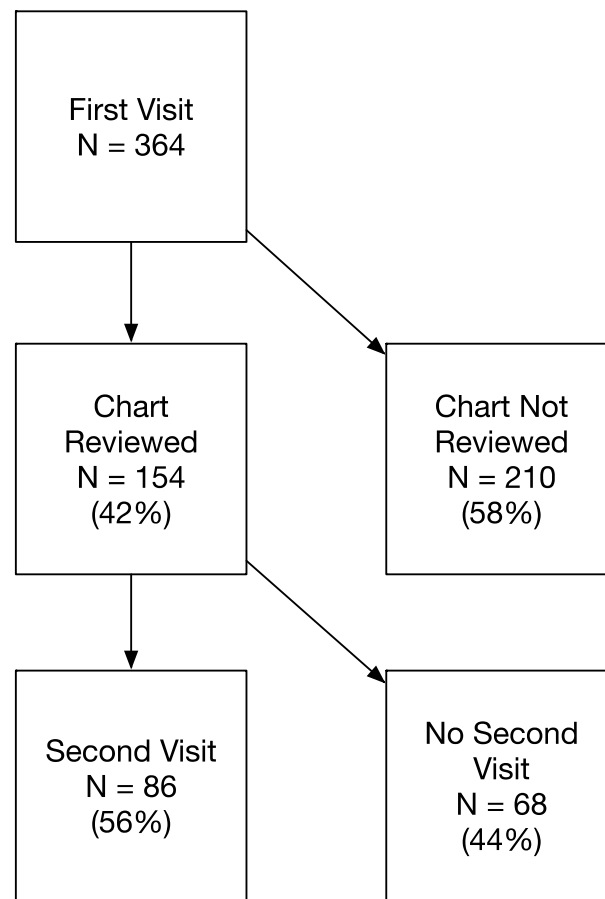 First Visit
N = 364
Chart
Reviewed
N = 154
(42%)
Chart Not
Reviewed
N = 210
(58%)
Second Visit
N = 86
(56%)
No Second
Visit
N = 68
(44%)